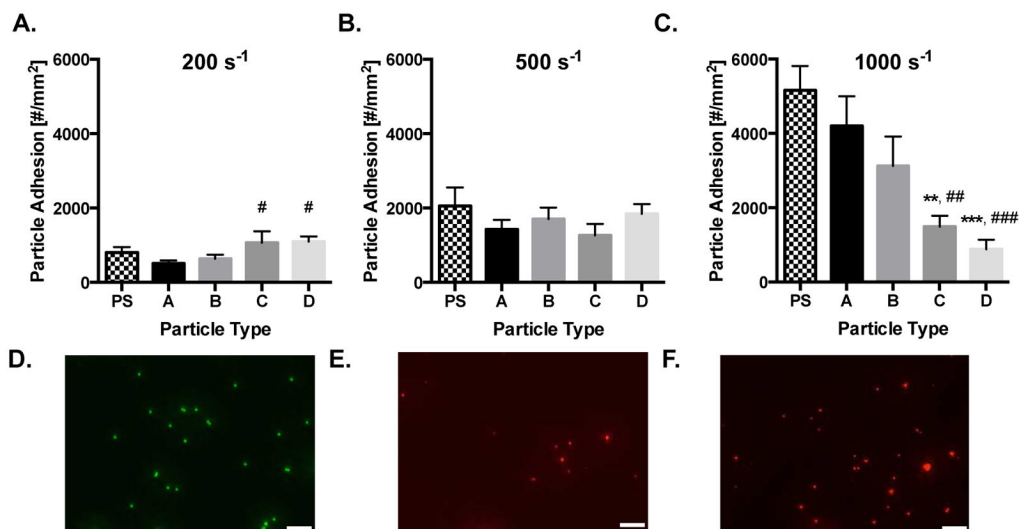 A.
200 s⁻¹
Particle Adhesion [#/mm²]
6000
4000
2000
0
# #
PS A B C D
Particle Type
B.
500 s⁻¹
Particle Adhesion [#/mm²]
6000
4000
2000
0
PS A B C D
Particle Type
C.
1000 s⁻¹
Particle Adhesion [#/mm²]
6000
4000
2000
0
**, ##
***, ###
PS A B C D
Particle Type
D.
E.
F.